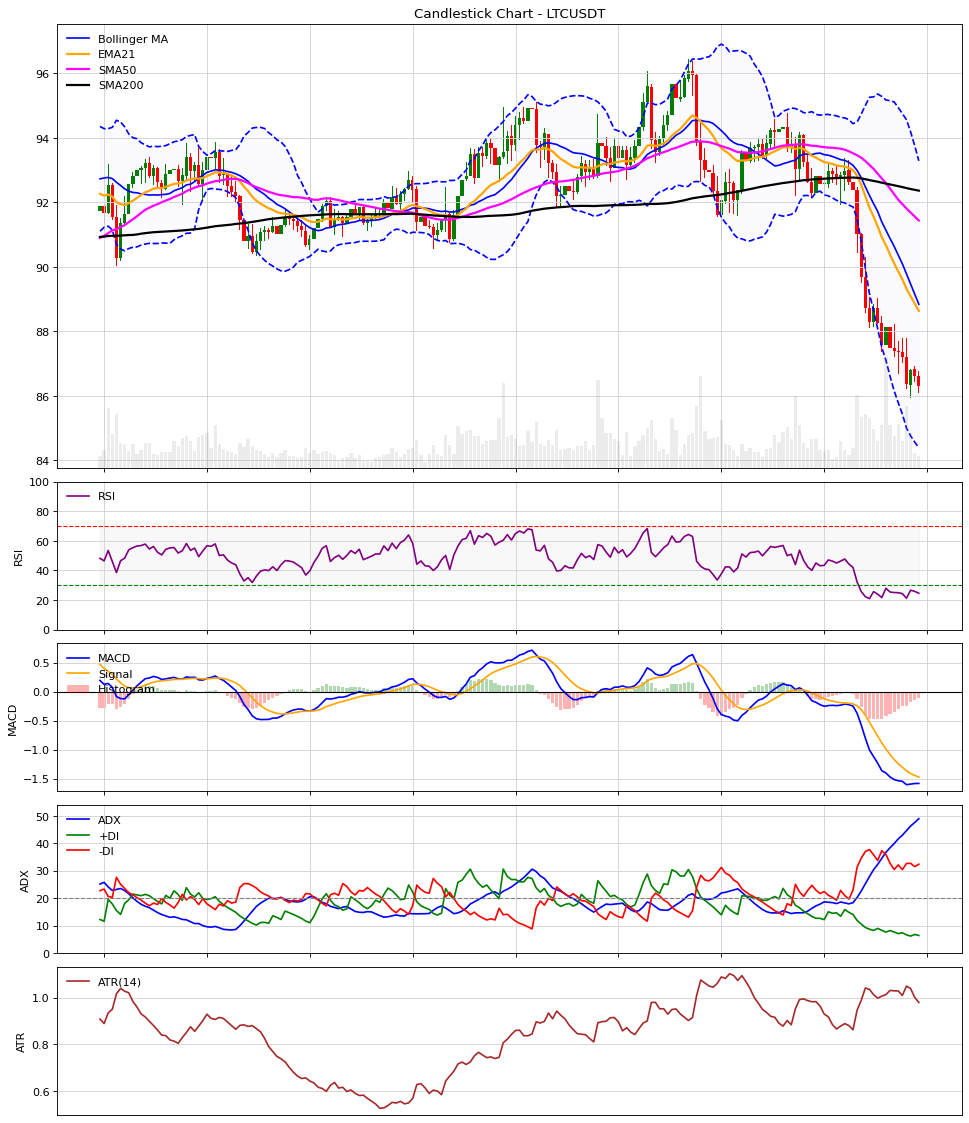 Candlestick Chart - LTCUSDT
Bollinger MA
EMA21
SMA50
SMA200
96
94
92
90
88
86
84
RSI
RSI
100
80
60
40
20
0
MACD
Signal
Histogram
MACD
0.5
0.0
−0.5
−1.0
−1.5
ADX
+DI
-DI
ADX
50
40
30
20
10
0
ATR(14)
ATR
1.0
0.8
0.6